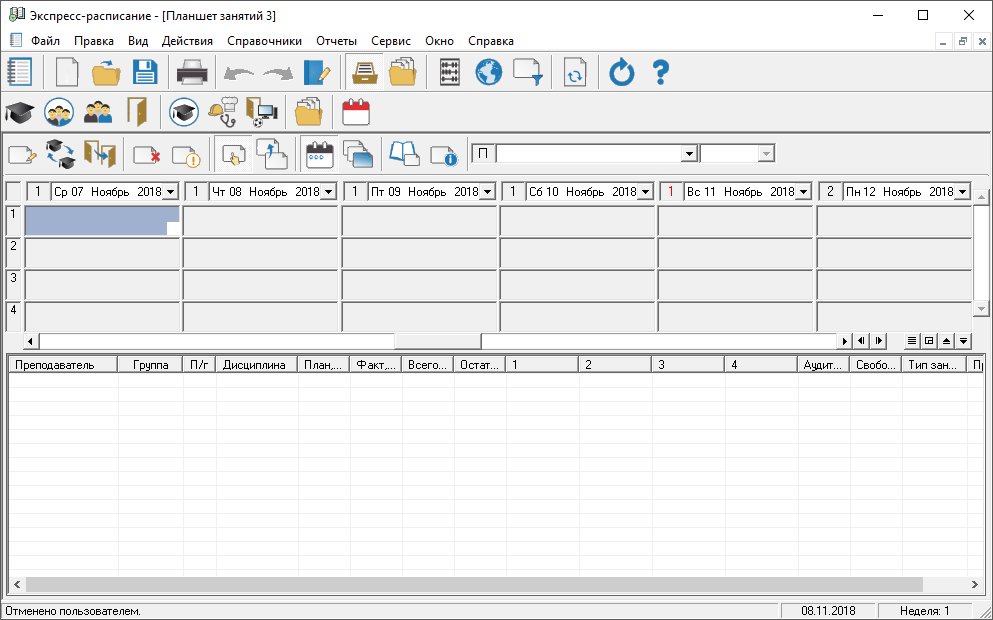 Экспресс-расписание - [Планшет занятий 3]
Файл Правка Вид Действия Справочники Отчеты Сервис Окно Справка
П
1 Ср 07 Ноябрь 2018 1 Чт 08 Ноябрь 2018 1 Пт 09 Ноябрь 2018 1 Сб 10 Ноябрь 2018 1 Вс 11 Ноябрь 2018 2 Пн 12 Ноябрь 2018
1
2
3
4
Преподаватель Группа П/г Дисциплина План,... Факт,... Всего... Остат... 1 2 3 4 Аудит... Свобо... Тип зан...
Отменено пользователем. 08.11.2018 Неделя: 1